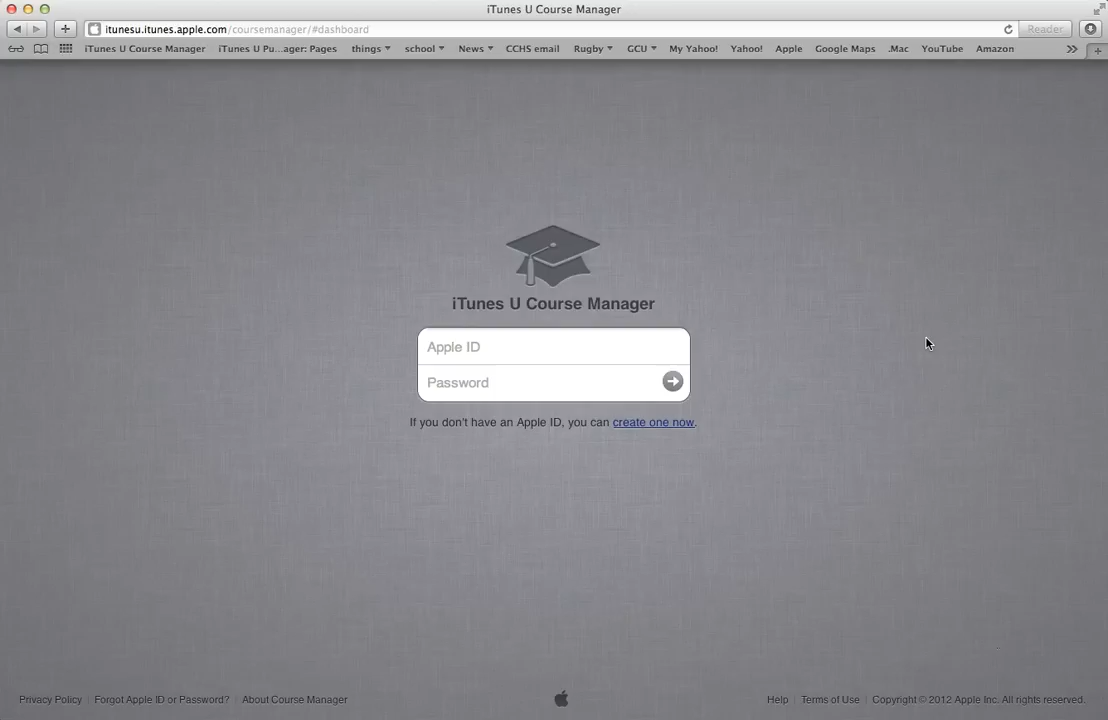 iTunes U Course Manager
itunesu.itunes.apple.com/coursemanager/#dashboard
Reader
iTunes U Course Manager iTunes U Pu...ager: Pages things school News CCHS email Rugby GCU My Yahoo! Yahoo! Apple Google Maps .Mac YouTube Amazon
iTunes U Course Manager
Apple ID
Password
If you don't have an Apple ID, you can create one now.
Privacy Policy Forgot Apple ID or Password? About Course Manager Help Terms of Use Copyright © 2012 Apple Inc. All rights reserved.